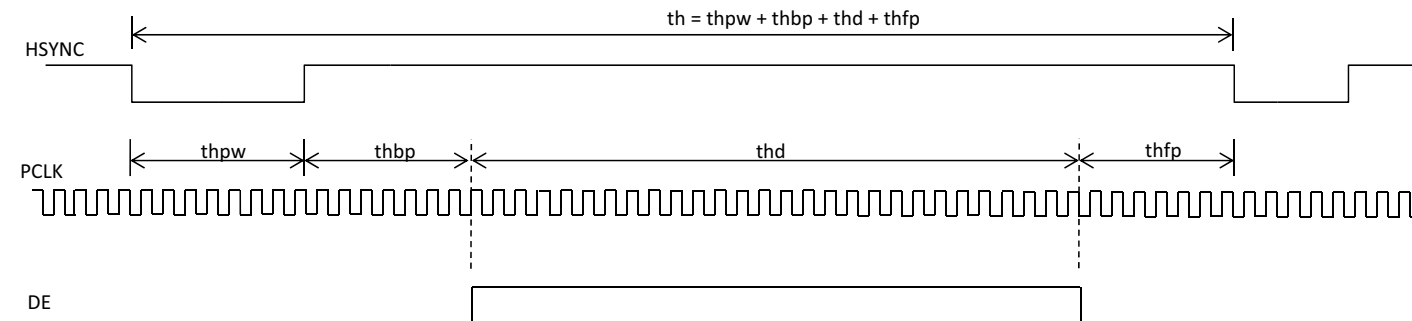 th = thpw + thbp + thd + thfp
HSYNC
thpw
thbp
thd
thfp
PCLK
DE